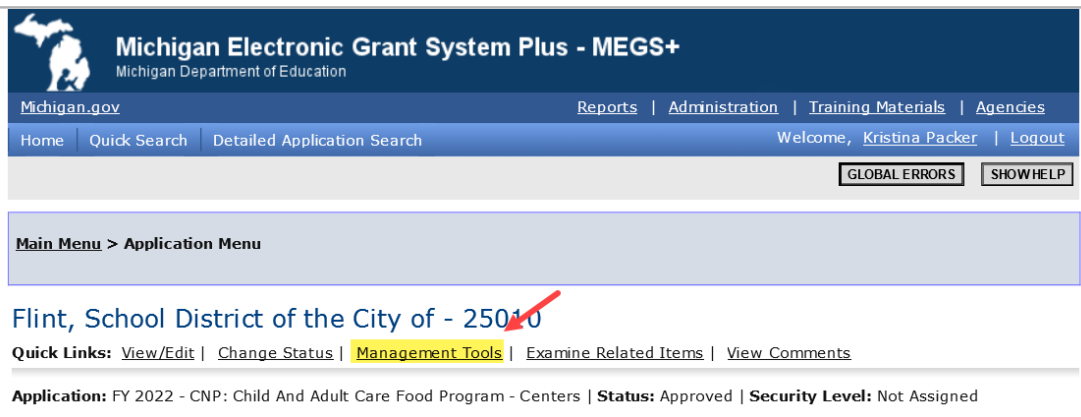 Michigan Electronic Grant System Plus - MEGS+
Michigan Department of Education
Michigan.gov Reports | Administration | Training Materials | Agencies
Home Quick Search Detailed Application Search Welcome, Kristina Packer | Logout
GLOBAL ERRORS SHOW HELP
Main Menu > Application Menu
Flint, School District of the City of - 25010
Quick Links: View/Edit | Change Status | Management Tools | Examine Related Items | View Comments
Application: FY 2022 - CNP: Child And Adult Care Food Program - Centers | Status: Approved | Security Level: Not Assigned